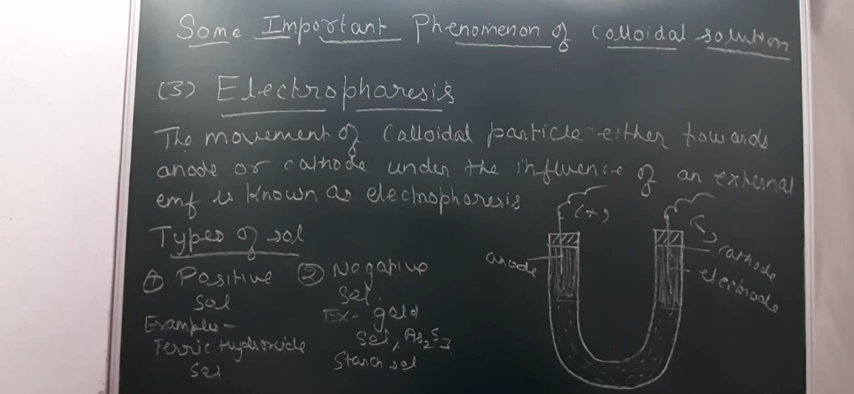 Some Important Phenomenon of colloidal solution
(3) Electropharesis
The movement of Calloidal particle either towards
anode or cathode under the influence of an external
emf is known as electrophoresis
Types of sol
① Positive
sol
Example-
Ferric Hydroxide
sol
② Negative
Sol.
Ex- gold
Sol, As2S3
Starch sol
(+)
(-)
anode
cathode
electrode